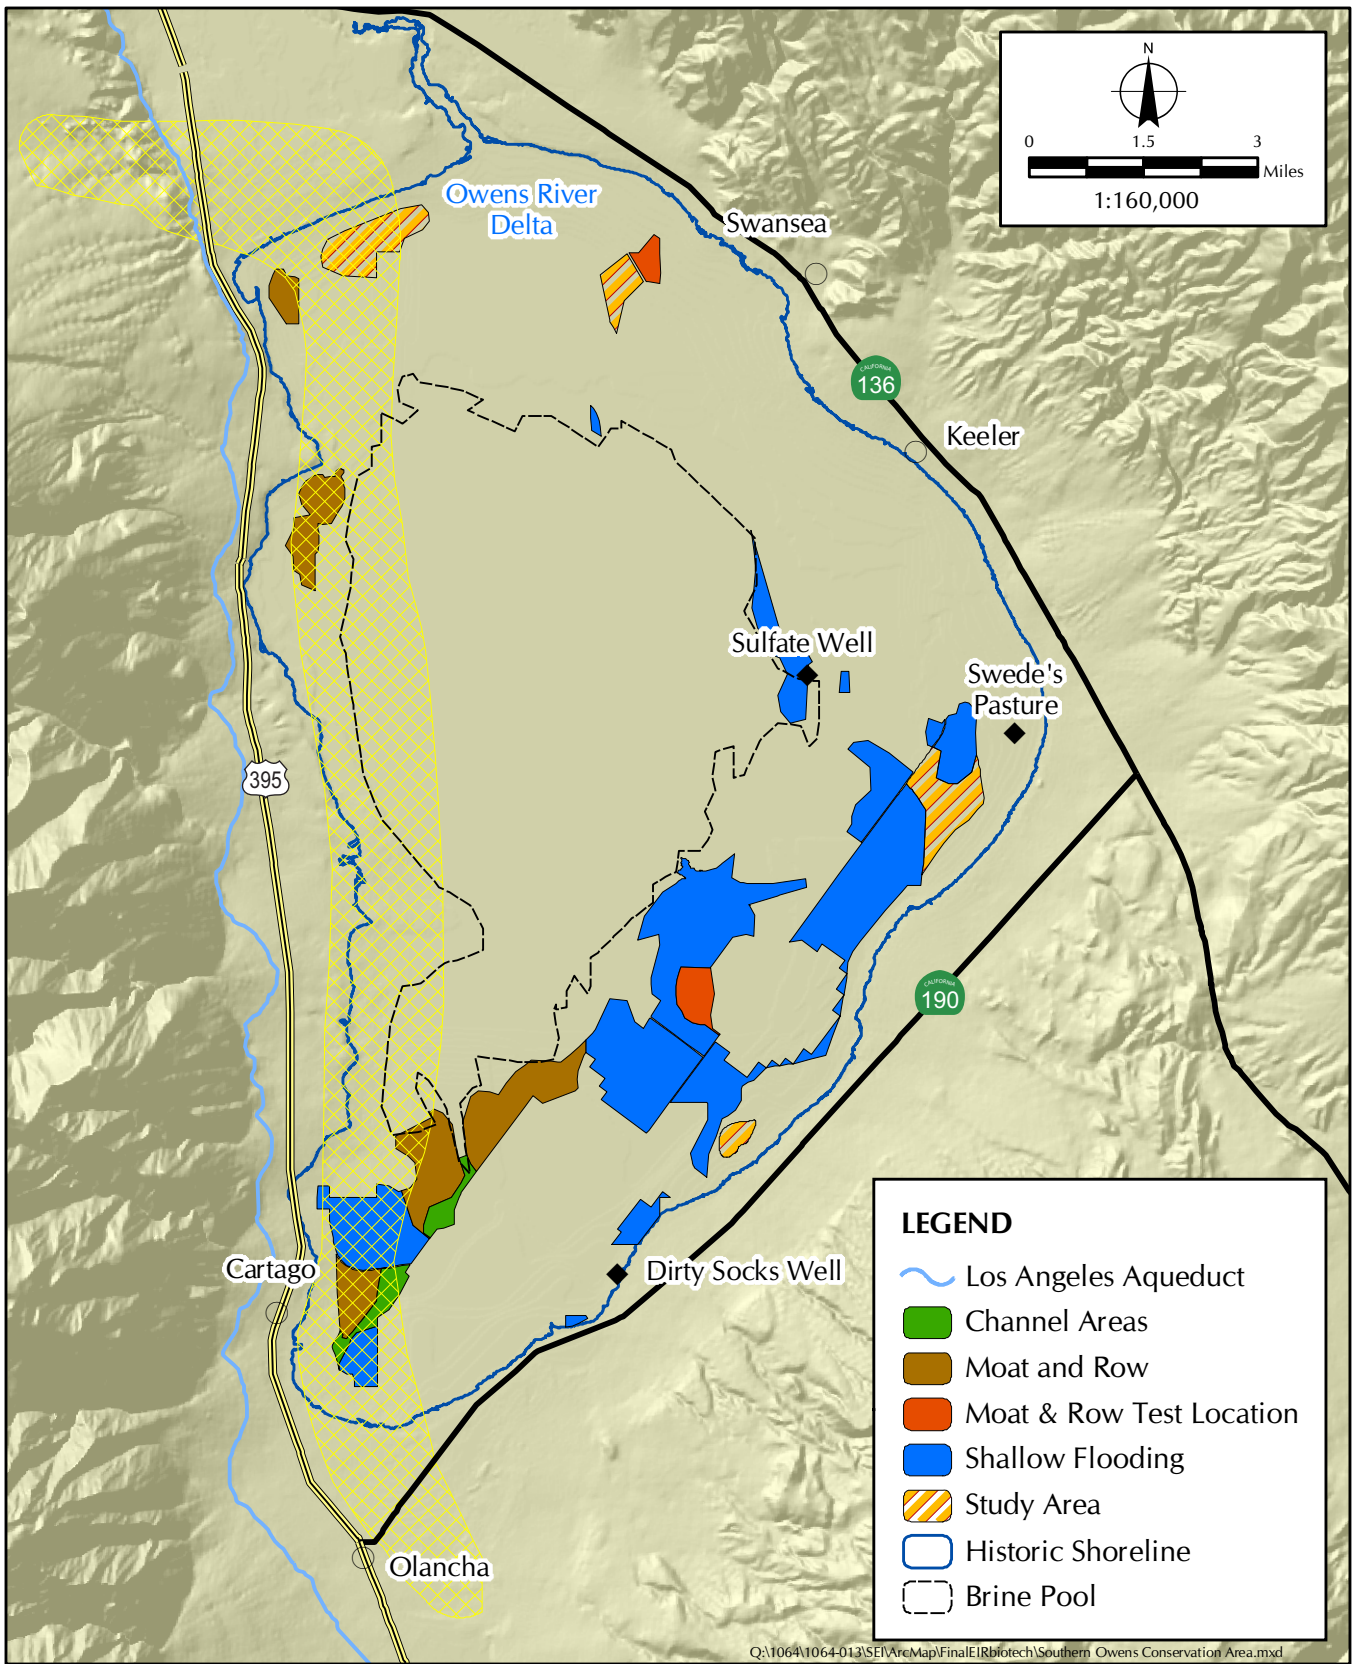 N
0 1.5 3
Miles
1:160,000
Owens River
Delta
Swansea
CALIFORNIA
136
Keeler
Sulfate Well
Swede's
Pasture
395
CALIFORNIA
190
Cartago
Dirty Socks Well
Olancha
LEGEND
Los Angeles Aqueduct
Channel Areas
Moat and Row
Moat & Row Test Location
Shallow Flooding
Study Area
Historic Shoreline
Brine Pool
Q:\1064\1064-013\SEI\ArcMap\FinalEIRbiotech\Southern Owens Conservation Area.mxd